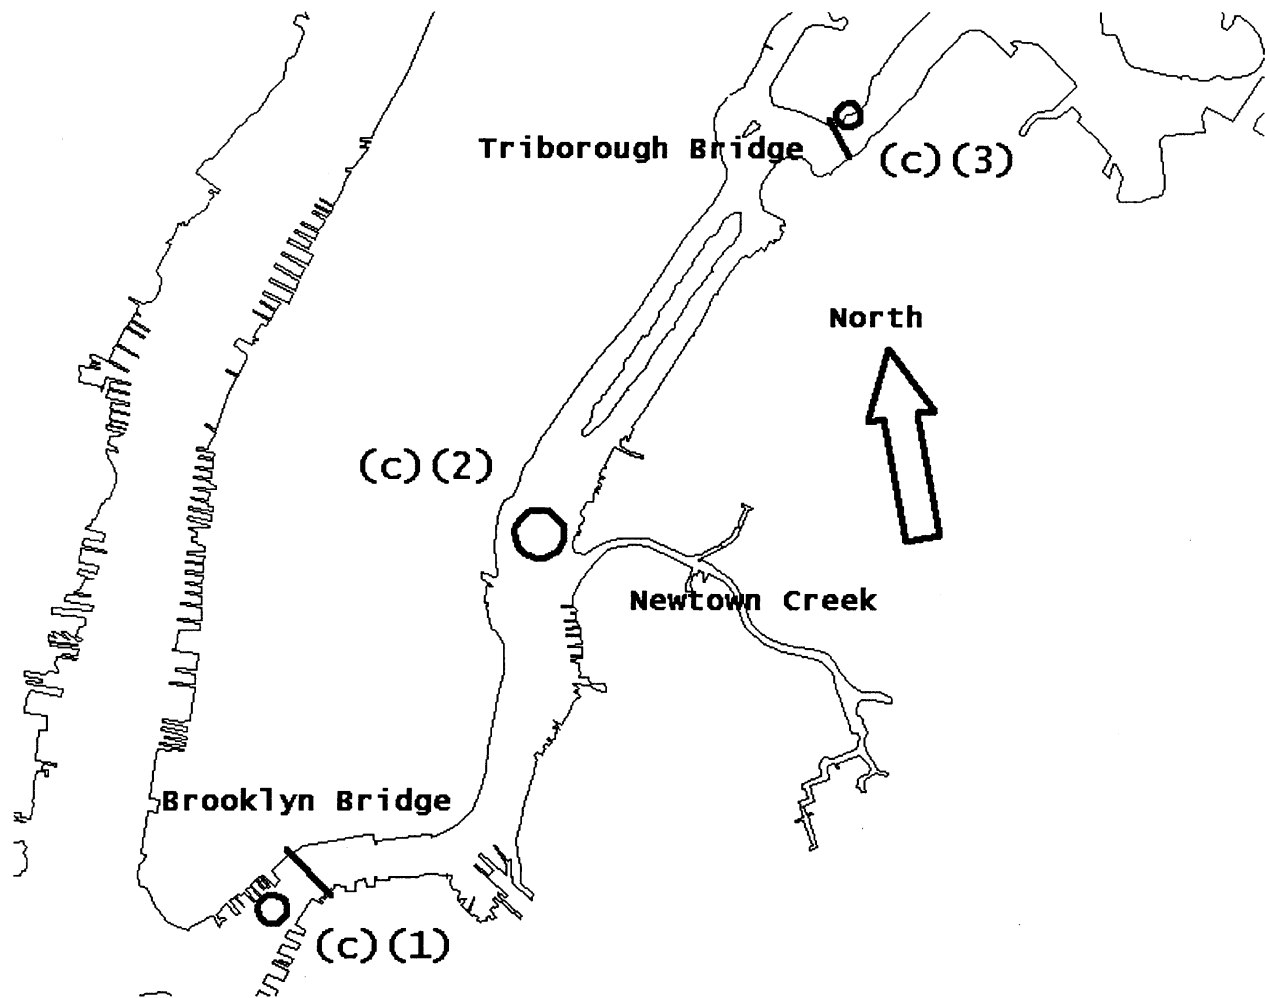 Triborough Bridge
(c)(3)
North
(c)(2)
Newtown Creek
Brooklyn Bridge
(c)(1)